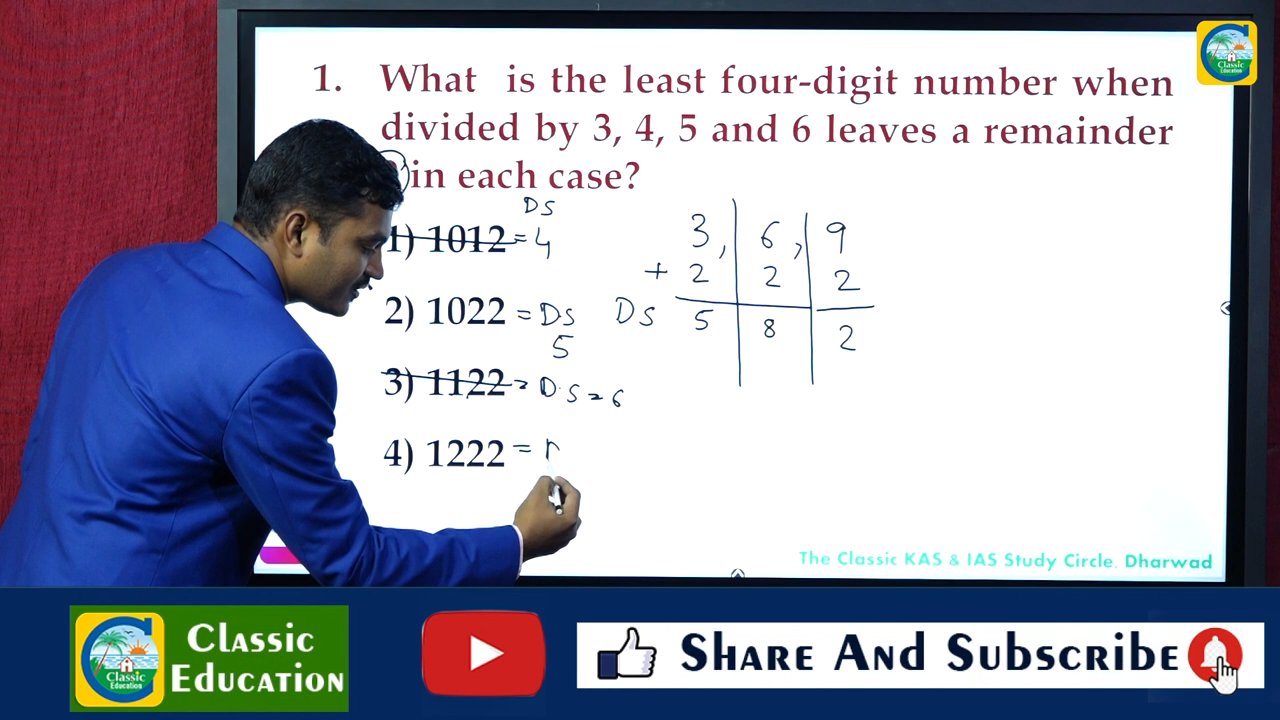 1. What is the least four-digit number when
divided by 3, 4, 5 and 6 leaves a remainder
in each case?
DS
1) 1012 = 4
2) 1022 = DS
5
3) 1122 = D.S = 6
4) 1222 =
3, 6, 9
+ 2 2 2
DS 5 8 2
The Classic KAS & IAS Study Circle, Dharwad
Classic
Education
Classic
Education
Classic
EDUCATION
SHARE AND SUBSCRIBE